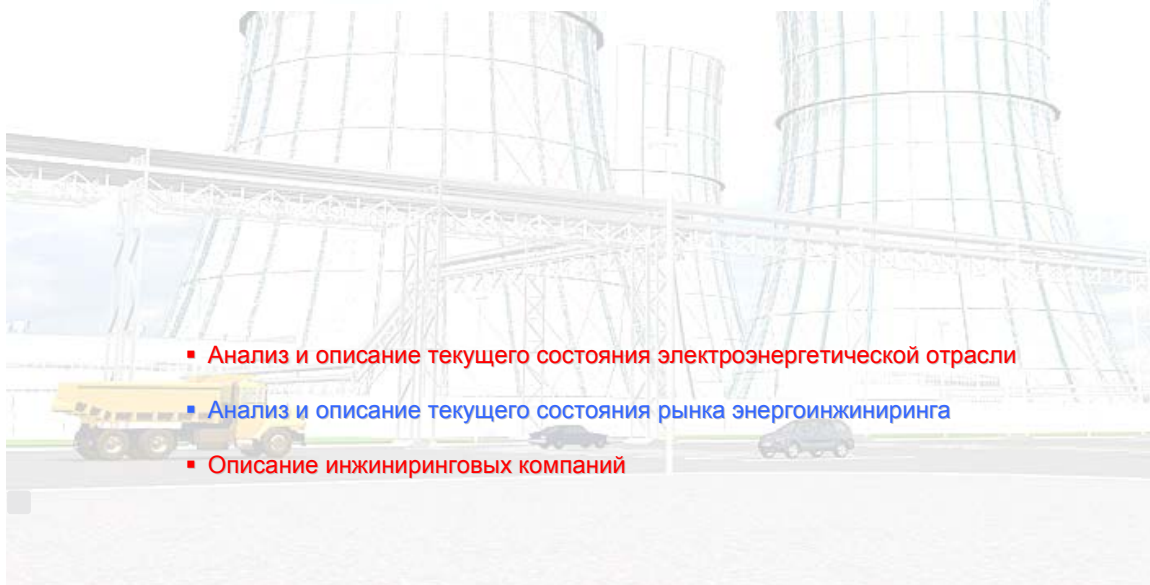 ▪ Анализ и описание текущего состояния электроэнергетической отрасли
▪ Анализ и описание текущего состояния рынка энергоинжиниринга
▪ Описание инжиниринговых компаний